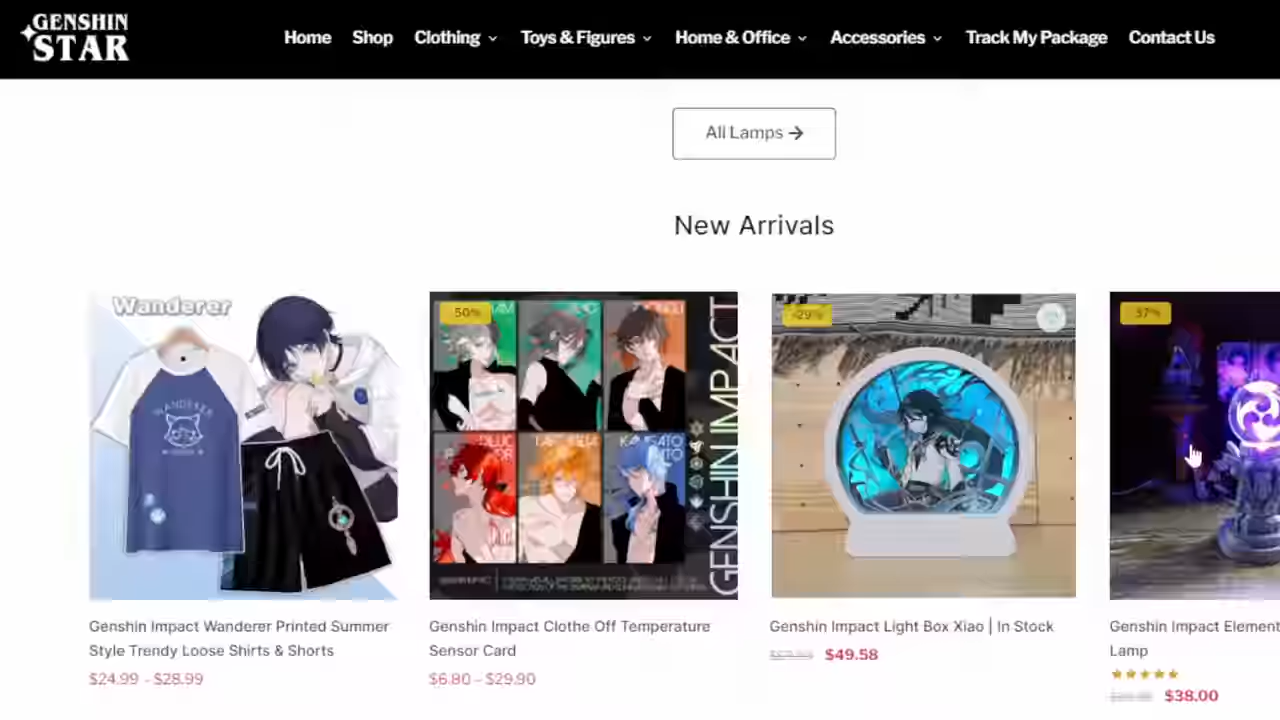 GENSHIN
STAR
Home
Shop
Clothing
Toys & Figures
Home & Office
Accessories
Track My Package
Contact Us
All Lamps →
New Arrivals
Wanderer
WANDERER
50%
GENSHIN IMPACT
-29%
37%
Genshin Impact Wanderer Printed Summer
Style Trendy Loose Shirts & Shorts
$24.99 - $28.99
Genshin Impact Clothe Off Temperature
Sensor Card
$6.80 - $29.90
Genshin Impact Light Box Xiao | In Stock
$49.58
Genshin Impact Element
Lamp
$38.00